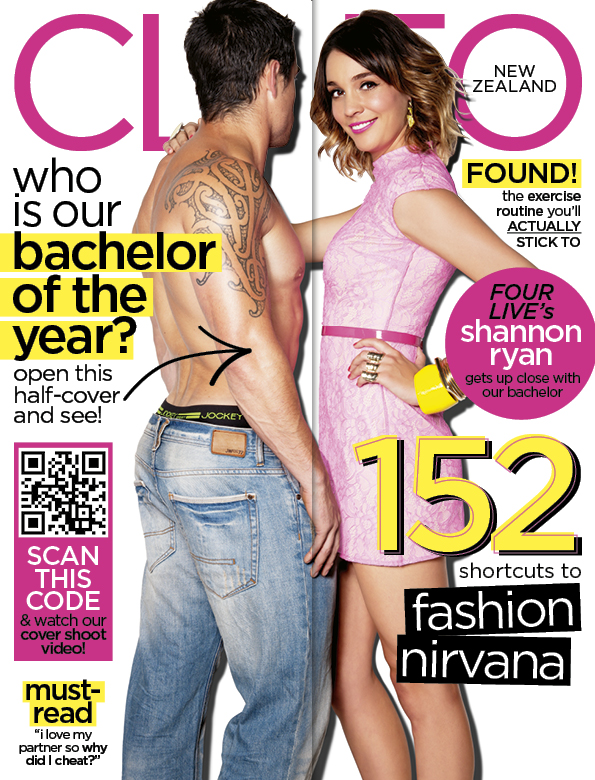 CLEO
NEW
ZEALAND
who
is our
bachelor
of the
year?
open this
half-cover
and see!
FOUND!
the exercise
routine you'll
ACTUALLY
STICK TO
FOUR
LIVE's
shannon
ryan
gets up close with
our bachelor
JOCKEY
SCAN
THIS
CODE
& watch our
cover shoot
video!
152
shortcuts to
fashion
nirvana
must-
read
"i love my
partner so why
did I cheat?"